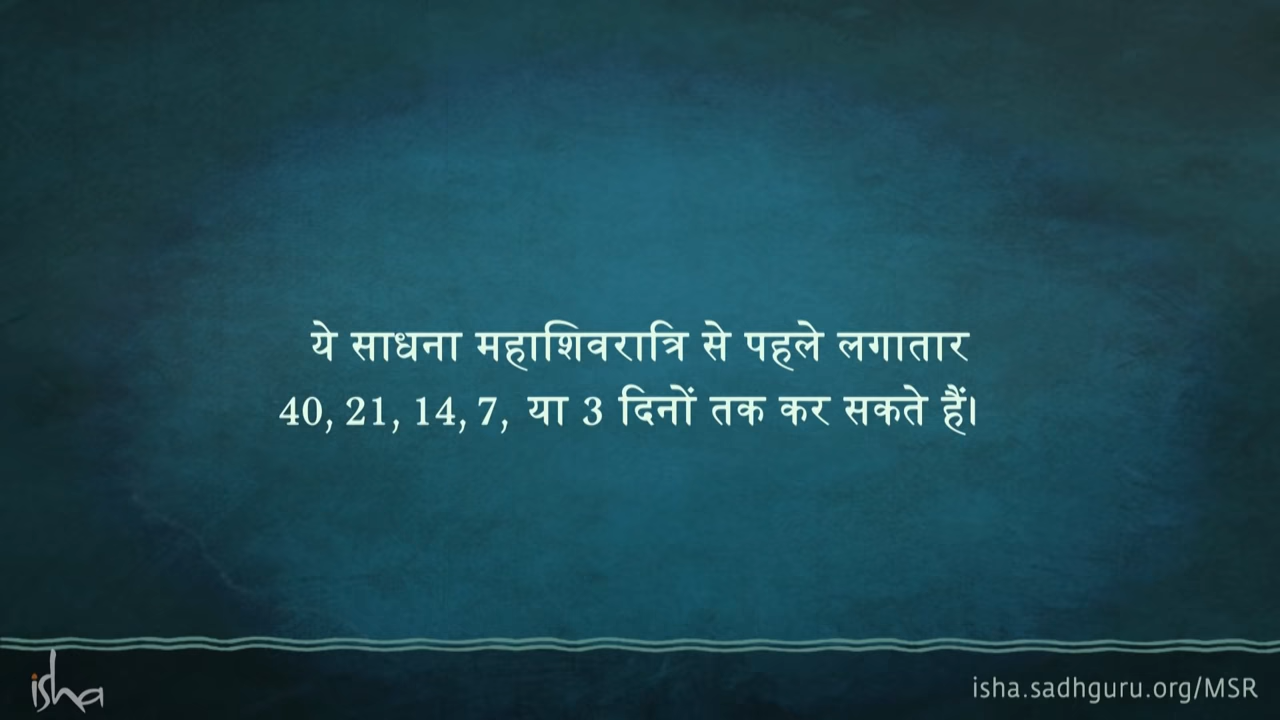 ये साधना महाशिवरात्रि से पहले लगातार
40, 21, 14, 7, या 3 दिनों तक कर सकते हैं।
isha
isha.sadhguru.org/MSR